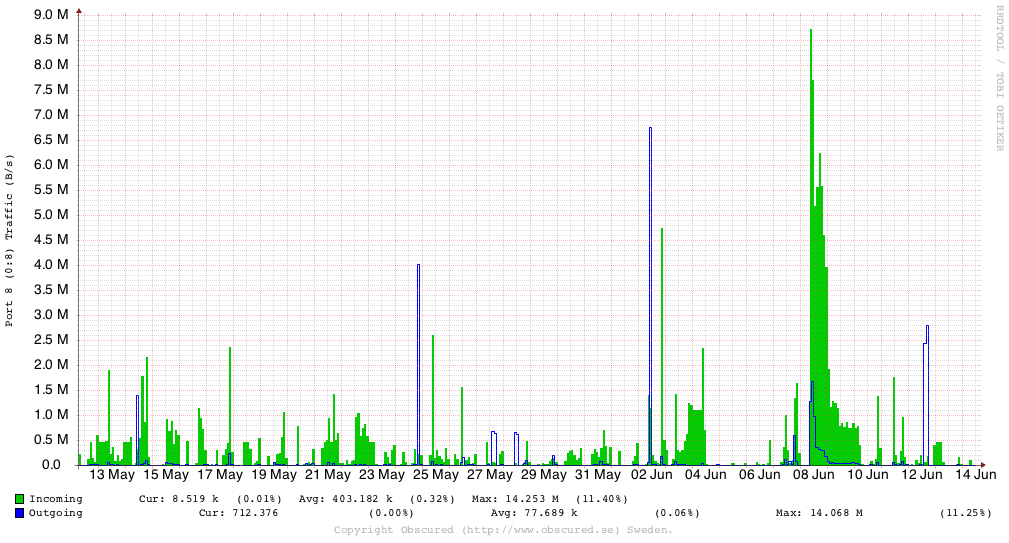 9.0 M
8.5 M
8.0 M
7.5 M
7.0 M
6.5 M
6.0 M
5.5 M
5.0 M
4.5 M
4.0 M
3.5 M
3.0 M
2.5 M
2.0 M
1.5 M
1.0 M
0.5 M
0.0
Port 8 (0:8) Traffic (B/s)
RRDTOOL / TOBI OETIKER
13 May 15 May 17 May 19 May 21 May 23 May 25 May 27 May 29 May 31 May 02 Jun 04 Jun 06 Jun 08 Jun 10 Jun 12 Jun 14 Jun
Incoming Cur: 8.519 k (0.01%) Avg: 403.182 k (0.32%) Max: 14.253 M (11.40%)
Outgoing Cur: 712.376 (0.00%) Avg: 77.689 k (0.06%) Max: 14.068 M (11.25%)
Copyright Obscured (http://www.obscured.se) Sweden.